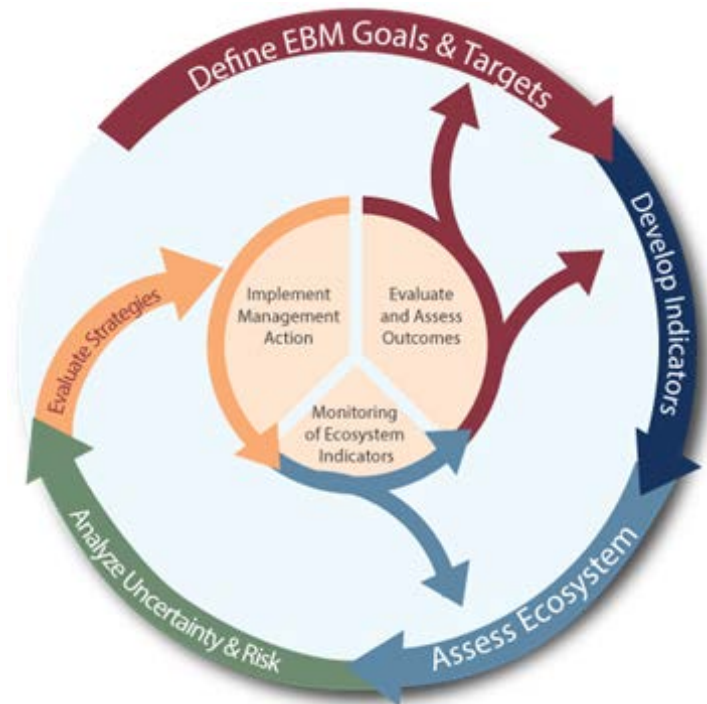 Define EBM Goals & Targets
Develop Indicators
Assess Ecosystem
Analyze Uncertainty & Risk
Evaluate Strategies
Implement
Management
Action
Evaluate
and Assess
Outcomes
Monitoring
of Ecosystem
Indicators